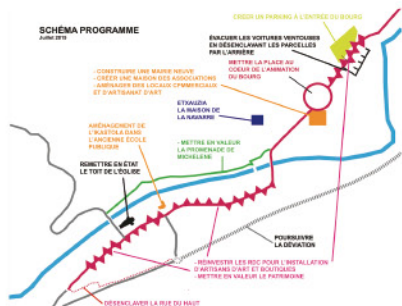 SCHÉMA PROGRAMME
Juillet 2019
CRÉER UN PARKING À L'ENTRÉE DU BOURG
ÉVACUER LES VOITURES VENTOUSES
EN DÉSENCLAVANT LES PARCELLES
PAR L'ARRIÈRE
METTRE LA PLACE AU
COEUR DE L'ANIMATION
DU BOURG
- CONSTRUIRE UNE MAIRIE NEUVE
- CRÉER UNE MAISON DES ASSOCIATIONS
- AMÉNAGER DES LOCAUX COMMERCIAUX
ET D'ARTISANAT D'ART
ETXAUZIA
LA MAISON DE
LA NAVARRE
AMÉNAGEMENT DE
L'IKASTOLA DANS
L'ANCIENNE ÉCOLE
PUBLIQUE
- METTRE EN VALEUR
LA PROMENADE DE
MICHELENE
REMETTRE EN ÉTAT
LE TOIT DE L'ÉGLISE
POURSUIVRE
LA DÉVIATION
- RÉINVESTIR LES RDC POUR L'INSTALLATION
D'ARTISANS D'ART ET BOUTIQUES
- METTRE EN VALEUR LE PATRIMOINE
DÉSENCLAVER LA RUE DU HAUT